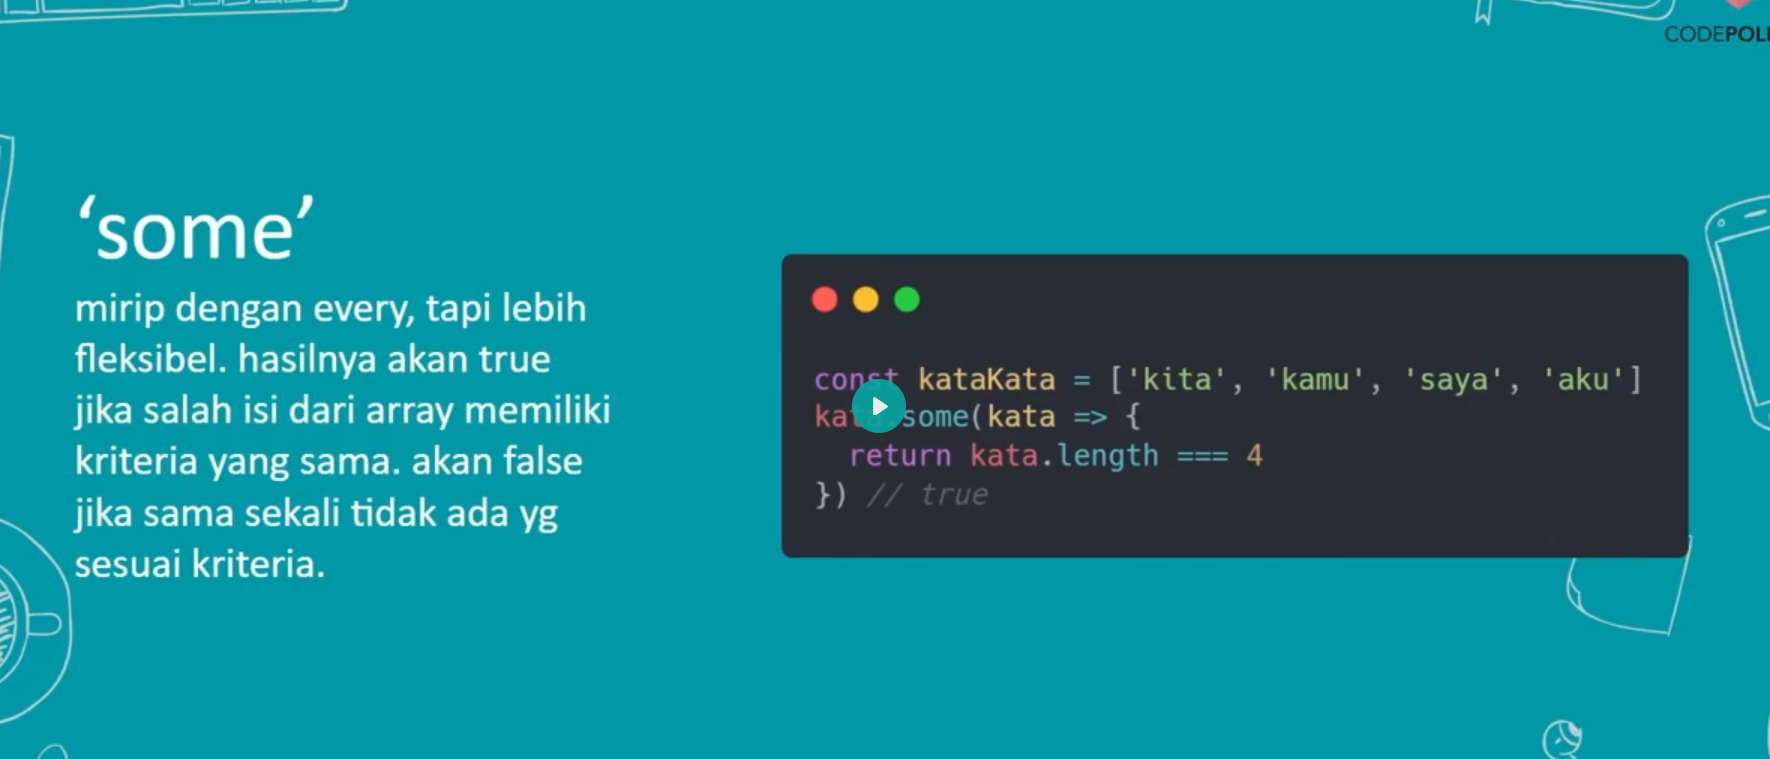 CODEPOLI
‘some’
mirip dengan every, tapi lebih
fleksibel. hasilnya akan true
jika salah isi dari array memiliki
kriteria yang sama. akan false
jika sama sekali tidak ada yg
sesuai kriteria.
const kataKata = ['kita', 'kamu', 'saya', 'aku']
kata.some(kata => {
return kata.length === 4
}) // true